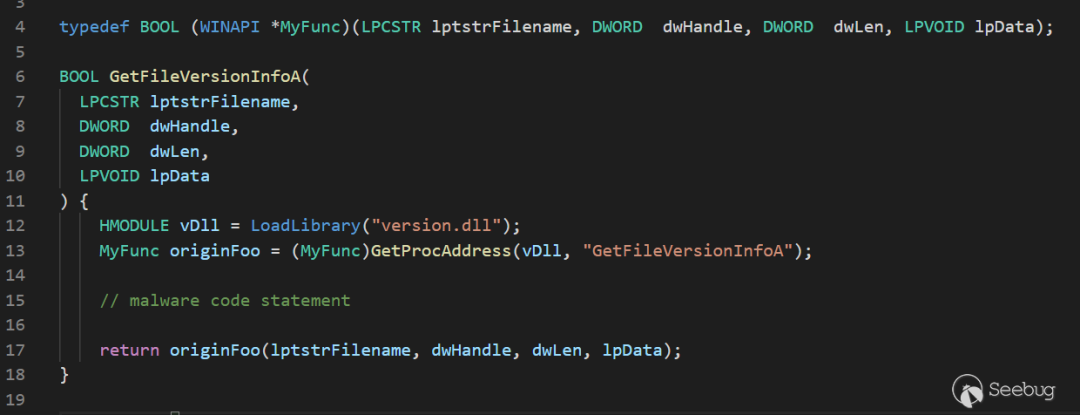 3
4 typedef BOOL (WINAPI *MyFunc)(LPCSTR lptstrFilename, DWORD  dwHandle, DWORD  dwLen, LPVOID lpData);
5
6 BOOL GetFileVersionInfoA(
7   LPCSTR lptstrFilename,
8   DWORD  dwHandle,
9   DWORD  dwLen,
10   LPVOID lpData
11 ) {
12     HMODULE vDll = LoadLibrary("version.dll");
13     MyFunc originFoo = (MyFunc)GetProcAddress(vDll, "GetFileVersionInfoA");
14
15     // malware code statement
16
17     return originFoo(lptstrFilename, dwHandle, dwLen, lpData);
18 }
19
Seebug